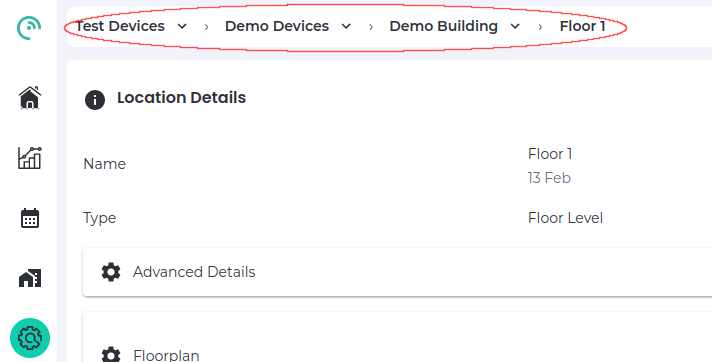 Test Devices › Demo Devices › Demo Building › Floor 1
Location Details
Name
Floor 1
13 Feb
Type
Floor Level
Advanced Details
Floorplan